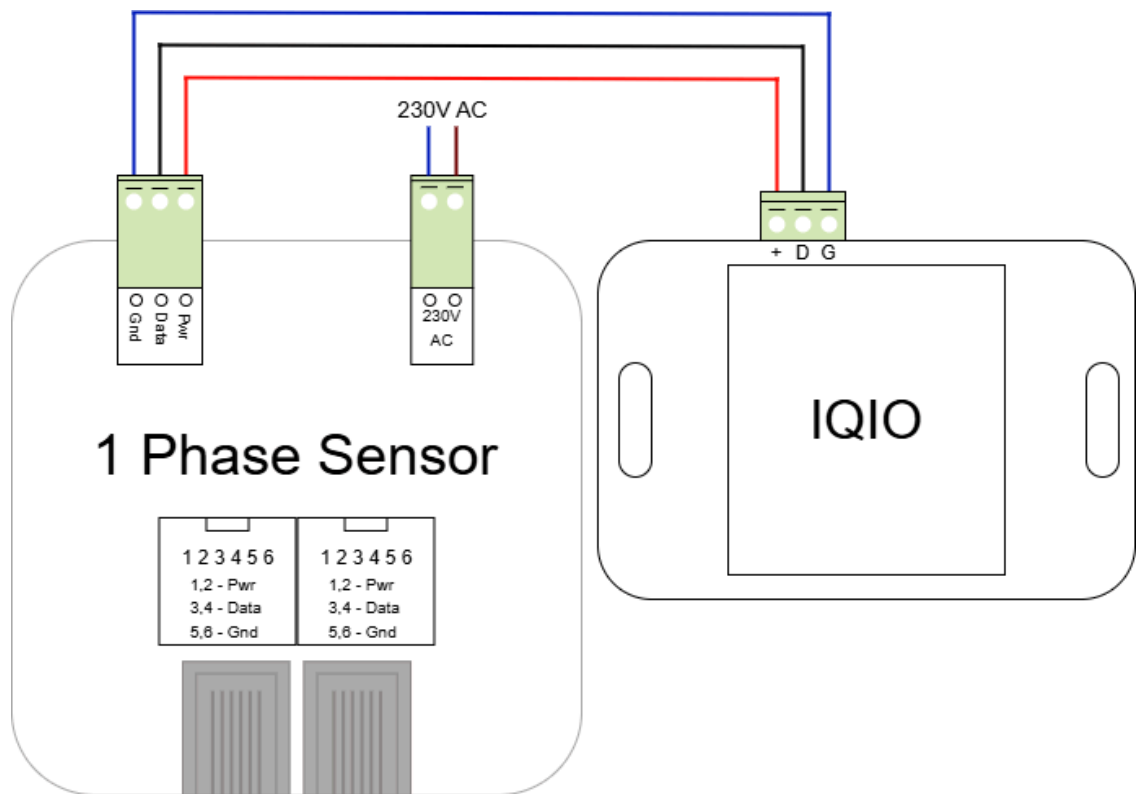 230V AC
+ D G
Gnd
Data
Pwr
230V
AC
IQIO
1 Phase Sensor
1 2 3 4 5 6
1,2 - Pwr
3,4 - Data
5,6 - Gnd
1 2 3 4 5 6
1,2 - Pwr
3,4 - Data
5,6 - Gnd